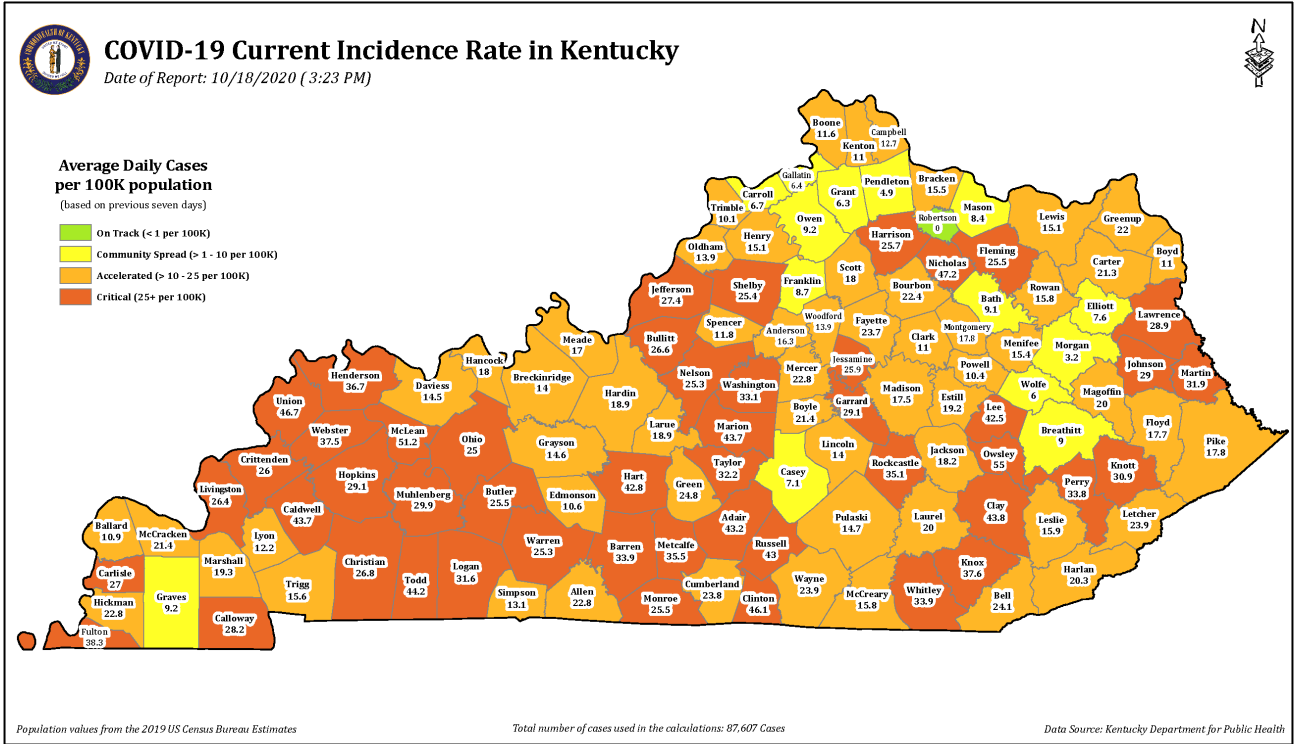 COVID-19 Current Incidence Rate in Kentucky
Date of Report: 10/18/2020 ( 3:23 PM)
N
Average Daily Cases
per 100K population
(based on previous seven days)
On Track (< 1 per 100K)
Community Spread (> 1 - 10 per 100K)
Accelerated (> 10 - 25 per 100K)
Critical (25+ per 100K)
Boone
11.6
Kenton
11
Campbell
12.7
Gallatin
6.4
Carroll
6.7
Grant
6.3
Pendleton
4.9
Bracken
15.5
Trimble
10.1
Owen
9.2
Robertson
0
Mason
8.4
Lewis
15.1
Greenup
22
Oldham
13.9
Henry
15.1
Harrison
25.7
Nicholas
47.2
Fleming
25.5
Carter
21.3
Boyd
11
Jefferson
27.4
Shelby
25.4
Franklin
8.7
Scott
18
Bourbon
22.4
Bath
9.1
Rowan
15.8
Elliott
7.6
Lawrence
28.9
Bullitt
26.6
Spencer
11.8
Anderson
16.3
Woodford
13.9
Fayette
23.7
Clark
11
Montgomery
17.8
Menifee
15.4
Morgan
3.2
Meade
17
Hancock
18
Breckinridge
14
Hardin
18.9
Nelson
25.3
Washington
33.1
Mercer
22.8
Jessamine
25.9
Powell
10.4
Wolfe
6
Magoffin
20
Johnson
29
Martin
31.9
Henderson
36.7
Daviess
14.5
Union
46.7
Webster
37.5
McLean
51.2
Ohio
25
Grayson
14.6
Larue
18.9
Marion
43.7
Boyle
21.4
Garrard
29.1
Madison
17.5
Estill
19.2
Lee
42.5
Breathitt
9
Floyd
17.7
Pike
17.8
Crittenden
26
Livingston
26.4
Hopkins
29.1
Muhlenberg
29.9
Butler
25.5
Edmonson
10.6
Hart
42.8
Green
24.8
Taylor
32.2
Casey
7.1
Lincoln
14
Rockcastle
35.1
Jackson
18.2
Owsley
55
Perry
33.8
Knott
30.9
Caldwell
43.7
Lyon
12.2
Ballard
10.9
McCracken
21.4
Marshall
19.3
Trigg
15.6
Christian
26.8
Todd
44.2
Logan
31.6
Warren
25.3
Barren
33.9
Metcalfe
35.5
Adair
43.2
Russell
43
Pulaski
14.7
Laurel
20
Clay
43.8
Leslie
15.9
Letcher
23.9
Carlisle
27
Hickman
22.8
Fulton
38.3
Graves
9.2
Calloway
28.2
Simpson
13.1
Allen
22.8
Monroe
25.5
Cumberland
23.8
Clinton
46.1
Wayne
23.9
McCreary
15.8
Whitley
33.9
Knox
37.6
Bell
24.1
Harlan
20.3
Population values from the 2019 US Census Bureau Estimates
Total number of cases used in the calculations: 87,607 Cases
Data Source: Kentucky Department for Public Health